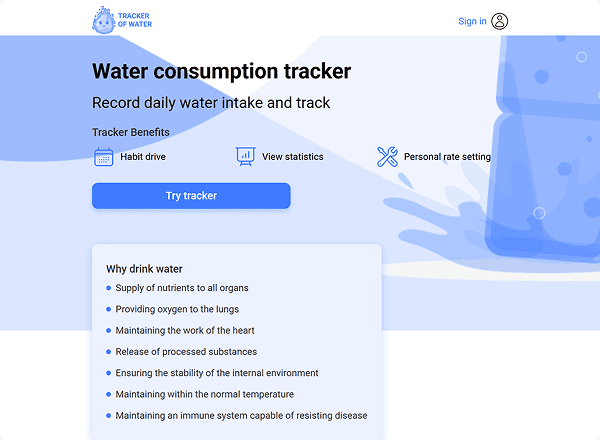 TRACKER
OF WATER
Sign in
Water consumption tracker
Record daily water intake and track
Tracker Benefits
Habit drive
View statistics
Personal rate setting
Try tracker
Why drink water
Supply of nutrients to all organs
Providing oxygen to the lungs
Maintaining the work of the heart
Release of processed substances
Ensuring the stability of the internal environment
Maintaining within the normal temperature
Maintaining an immune system capable of resisting disease